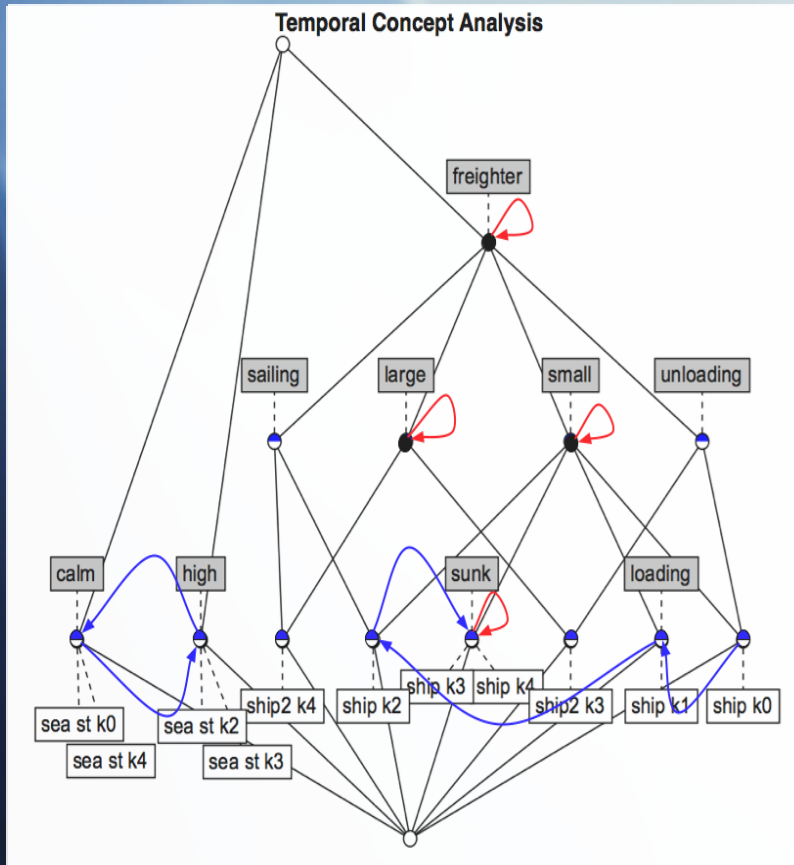 Temporal Concept Analysis
freighter
sailing
large
small
unloading
calm
high
sunk
loading
ship k3
ship k4
ship2 k4
ship k2
ship2 k3
ship k1
ship k0
sea st k0
sea st k2
sea st k4
sea st k3